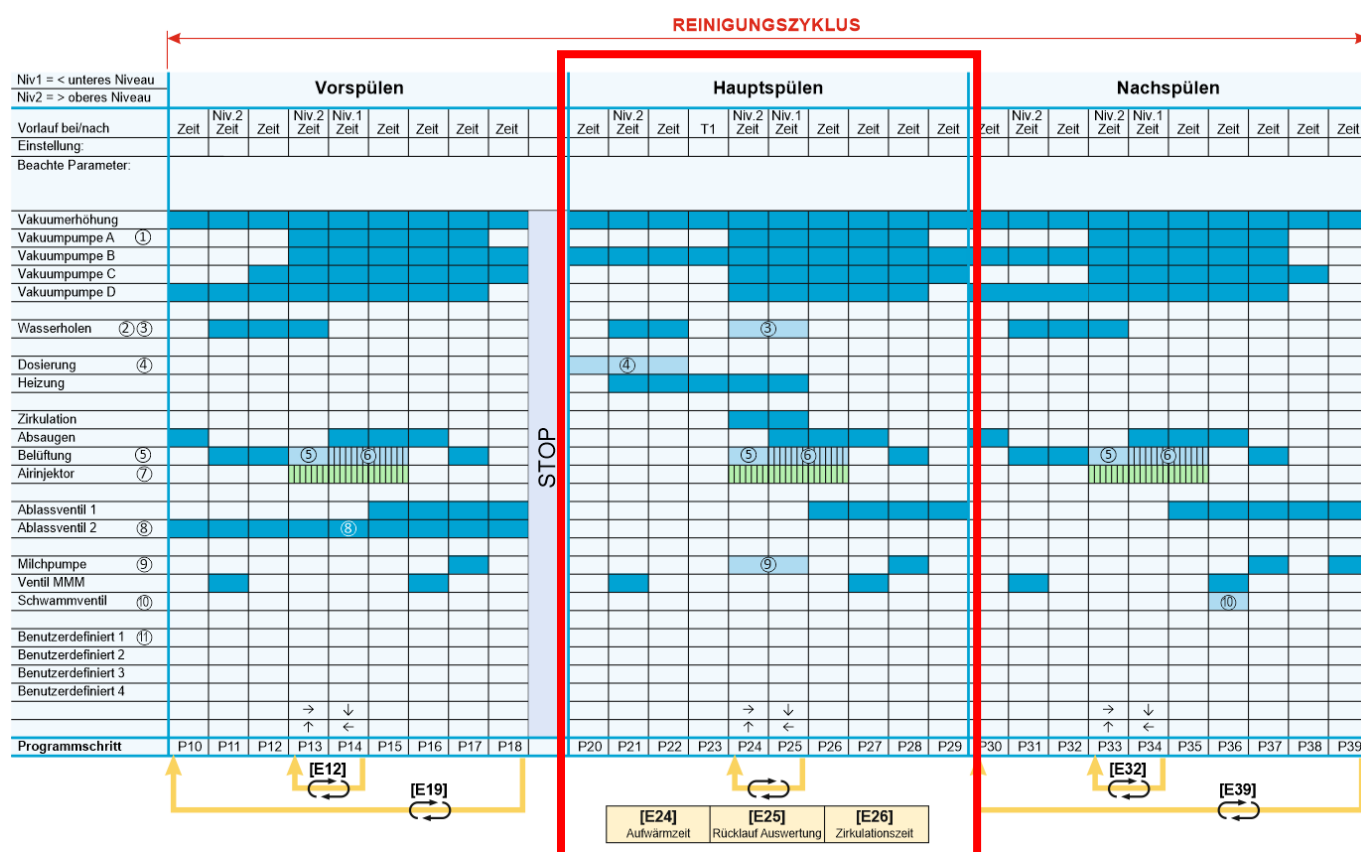 REINIGUNGSZYKLUS
Niv1 = < unteres Niveau
Niv2 = > oberes Niveau
Vorspülen Hauptspülen Nachspülen
Niv.2 Niv.2 Niv.1 Niv.2 Niv.2 Niv.1 Niv.2 Niv.2 Niv.1
Vorlauf bei/nach Zeit Zeit Zeit Zeit Zeit Zeit Zeit Zeit Zeit Zeit Zeit Zeit T1 Zeit Zeit Zeit Zeit Zeit Zeit Zeit Zeit Zeit Zeit Zeit Zeit Zeit Zeit Zeit Zeit
Einstellung:
Beachte Parameter:
Vakuumerhöhung
Vakuumpumpe A ①
Vakuumpumpe B
Vakuumpumpe C
Vakuumpumpe D
Wasserholen ②③ ③
Dosierung ④ ④
Heizung
Zirkulation
Absaugen
Belüftung ⑤ ⑤ ⑥ ⑤ ⑥ ⑤ ⑥
Airinjektor ⑦
STOP
Ablassventil 1
Ablassventil 2 ⑧ ⑧
Milchpumpe ⑨ ⑨
Ventil MMM
Schwammventil ⑩ ⑩
Benutzerdefiniert 1 ⑪
Benutzerdefiniert 2
Benutzerdefiniert 3
Benutzerdefiniert 4
→ ↓ → ↓ → ↓
↑ ← ↑ ← ↑ ←
Programmschritt P10 P11 P12 P13 P14 P15 P16 P17 P18 P20 P21 P22 P23 P24 P25 P26 P27 P28 P29 P30 P31 P32 P33 P34 P35 P36 P37 P38 P39
[E12] [E32]
[E19] [E39]
[E24] [E25] [E26]
Aufwärmzeit Rücklauf Auswertung Zirkulationszeit